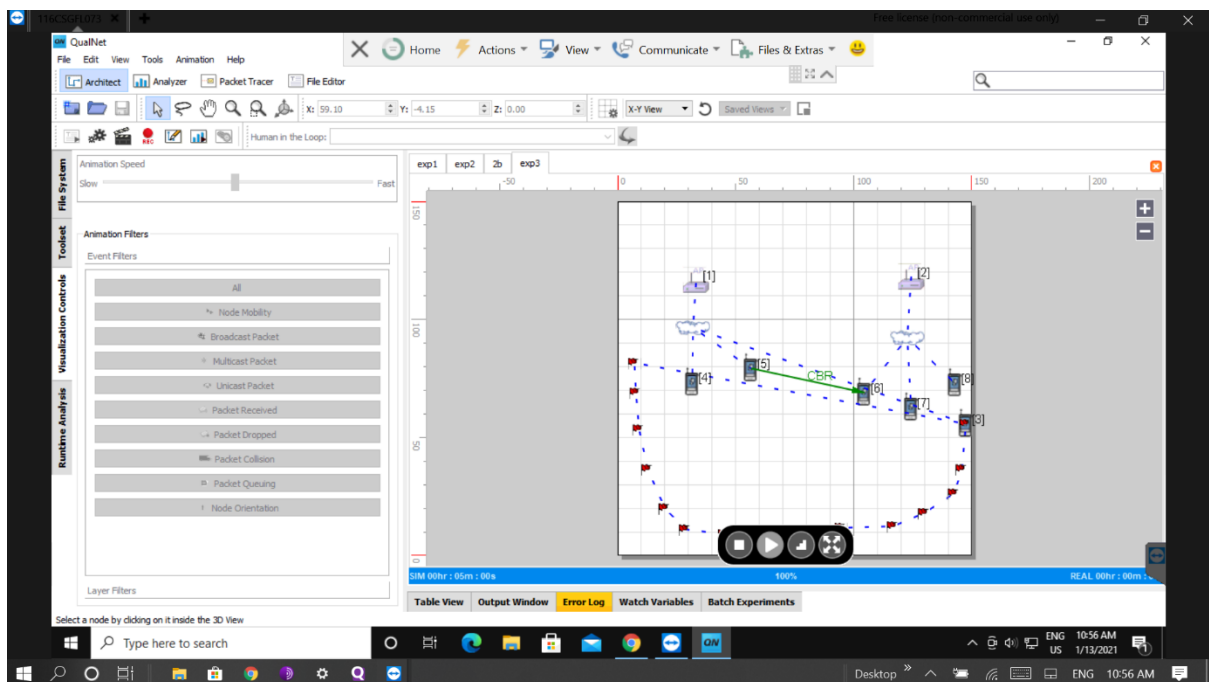 116CSGFL073
Free license (non-commercial use only)
QualNet
File Edit View Tools Animation Help
Home Actions View Communicate Files & Extras
Architect Analyzer Packet Tracer File Editor
X: 59.10 Y: -4.15 Z: 0.00 X-Y View Saved Views
REC Human in the Loop:
File System
Toolset
Visualization Controls
Runtime Analysis
Animation Speed
Slow Fast
Animation Filters
Event Filters
All
Node Mobility
Broadcast Packet
Multicast Packet
Unicast Packet
Packet Received
Packet Dropped
Packet Collision
Packet Queuing
Node Orientation
Layer Filters
exp1 exp2 2b exp3
-50 0 50 100 150 200
150
100
50
0
[1] [2]
[5] CBR
[4] [6] [8]
[7]
[3]
SIM 00hr : 05m : 00s 100% REAL 00hr : 00m :
Table View Output Window Error Log Watch Variables Batch Experiments
Select a node by clicking on it inside the 3D View
Type here to search
QN
ENG 10:56 AM
US 1/13/2021
Desktop ENG 10:56 AM